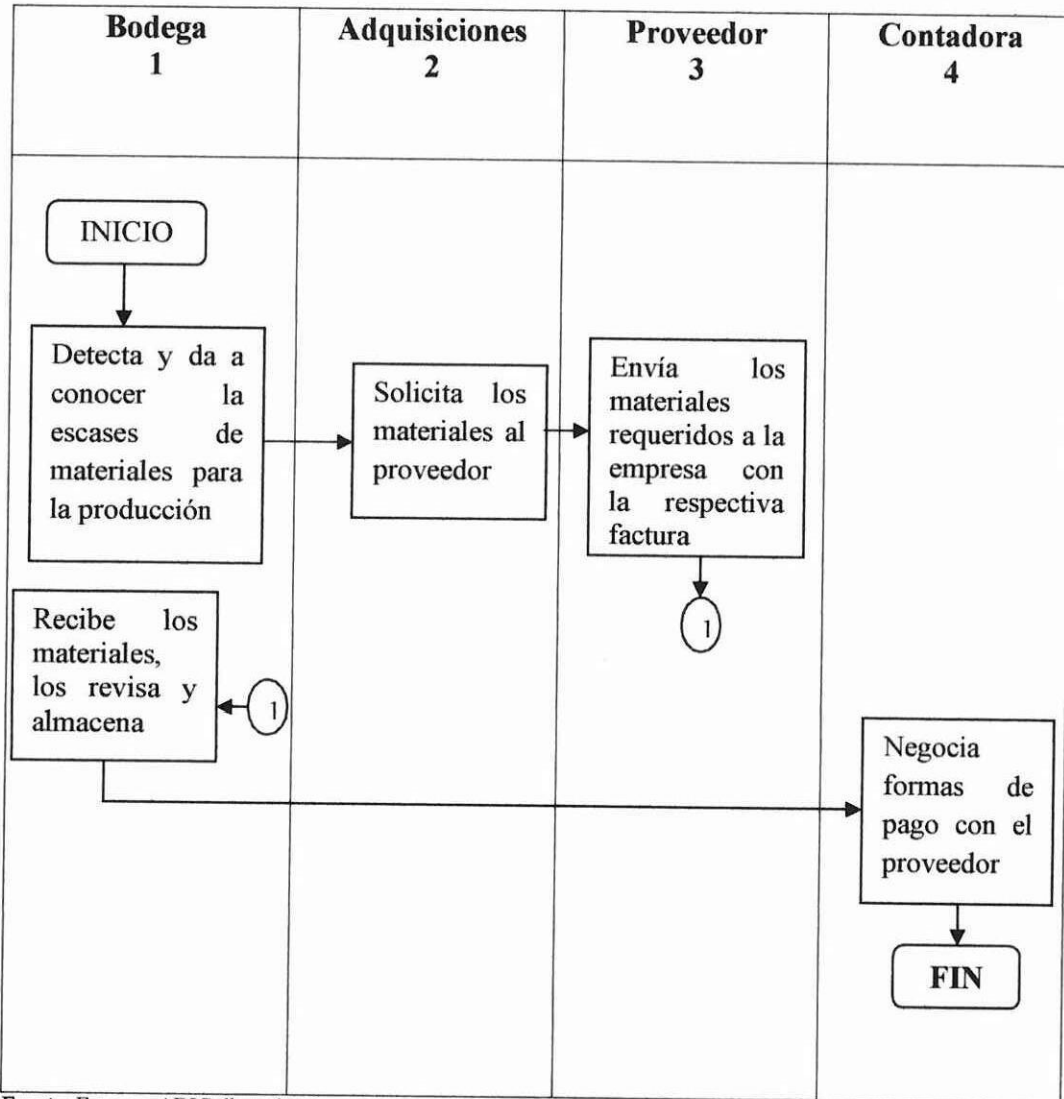 Bodega
1
Adquisiciones
2
Proveedor
3
Contadora
4
INICIO
Detecta y da a
conocer la
escases de
materiales para
la producción
Solicita los
materiales al
proveedor
Envía los
materiales
requeridos a la
empresa con
la respectiva
factura
1
Recibe los
materiales,
los revisa y
almacena
1
Negocia
formas de
pago con el
proveedor
FIN